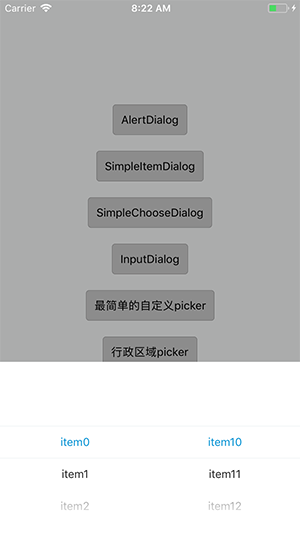 Carrier 8:22 AM
AlertDialog
SimpleItemDialog
SimpleChooseDialog
InputDialog
最简单的自定义picker
行政区域picker
item0 item10
item1 item11
item2 item12